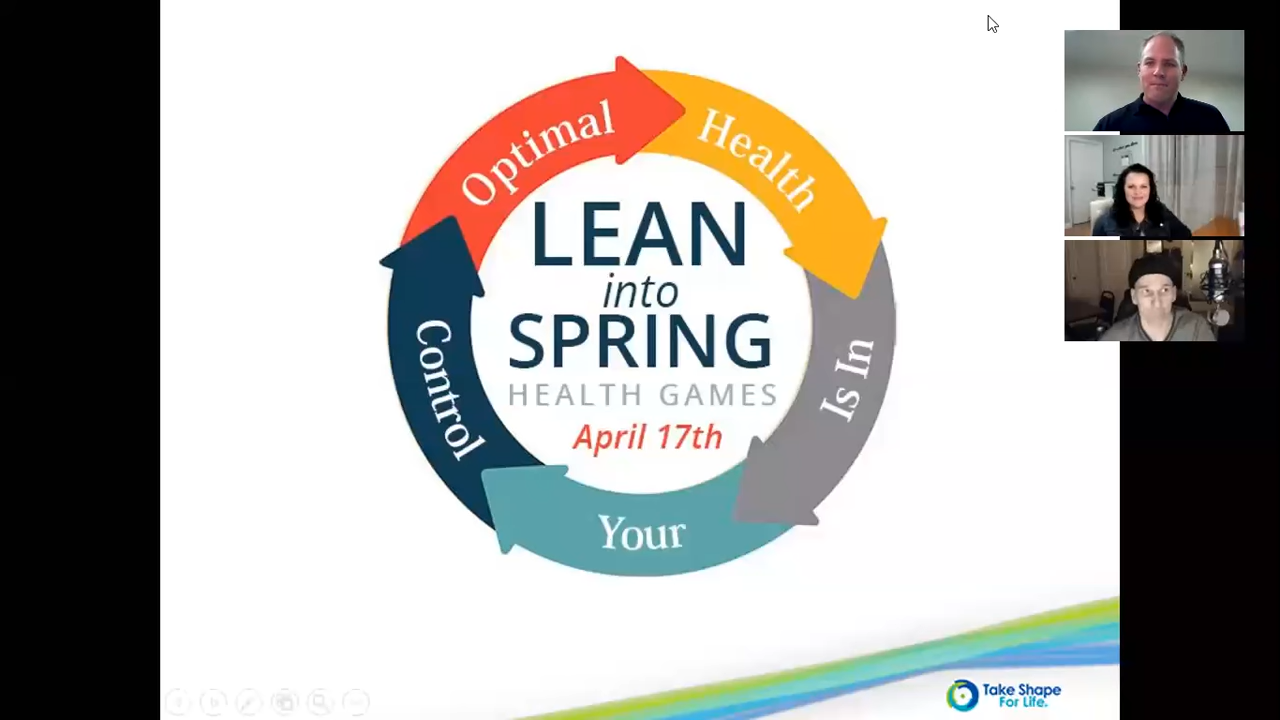 Optimal
Health
Is In
Your
Control
LEAN
into
SPRING
HEALTH GAMES
April 17th
Take Shape
For Life.